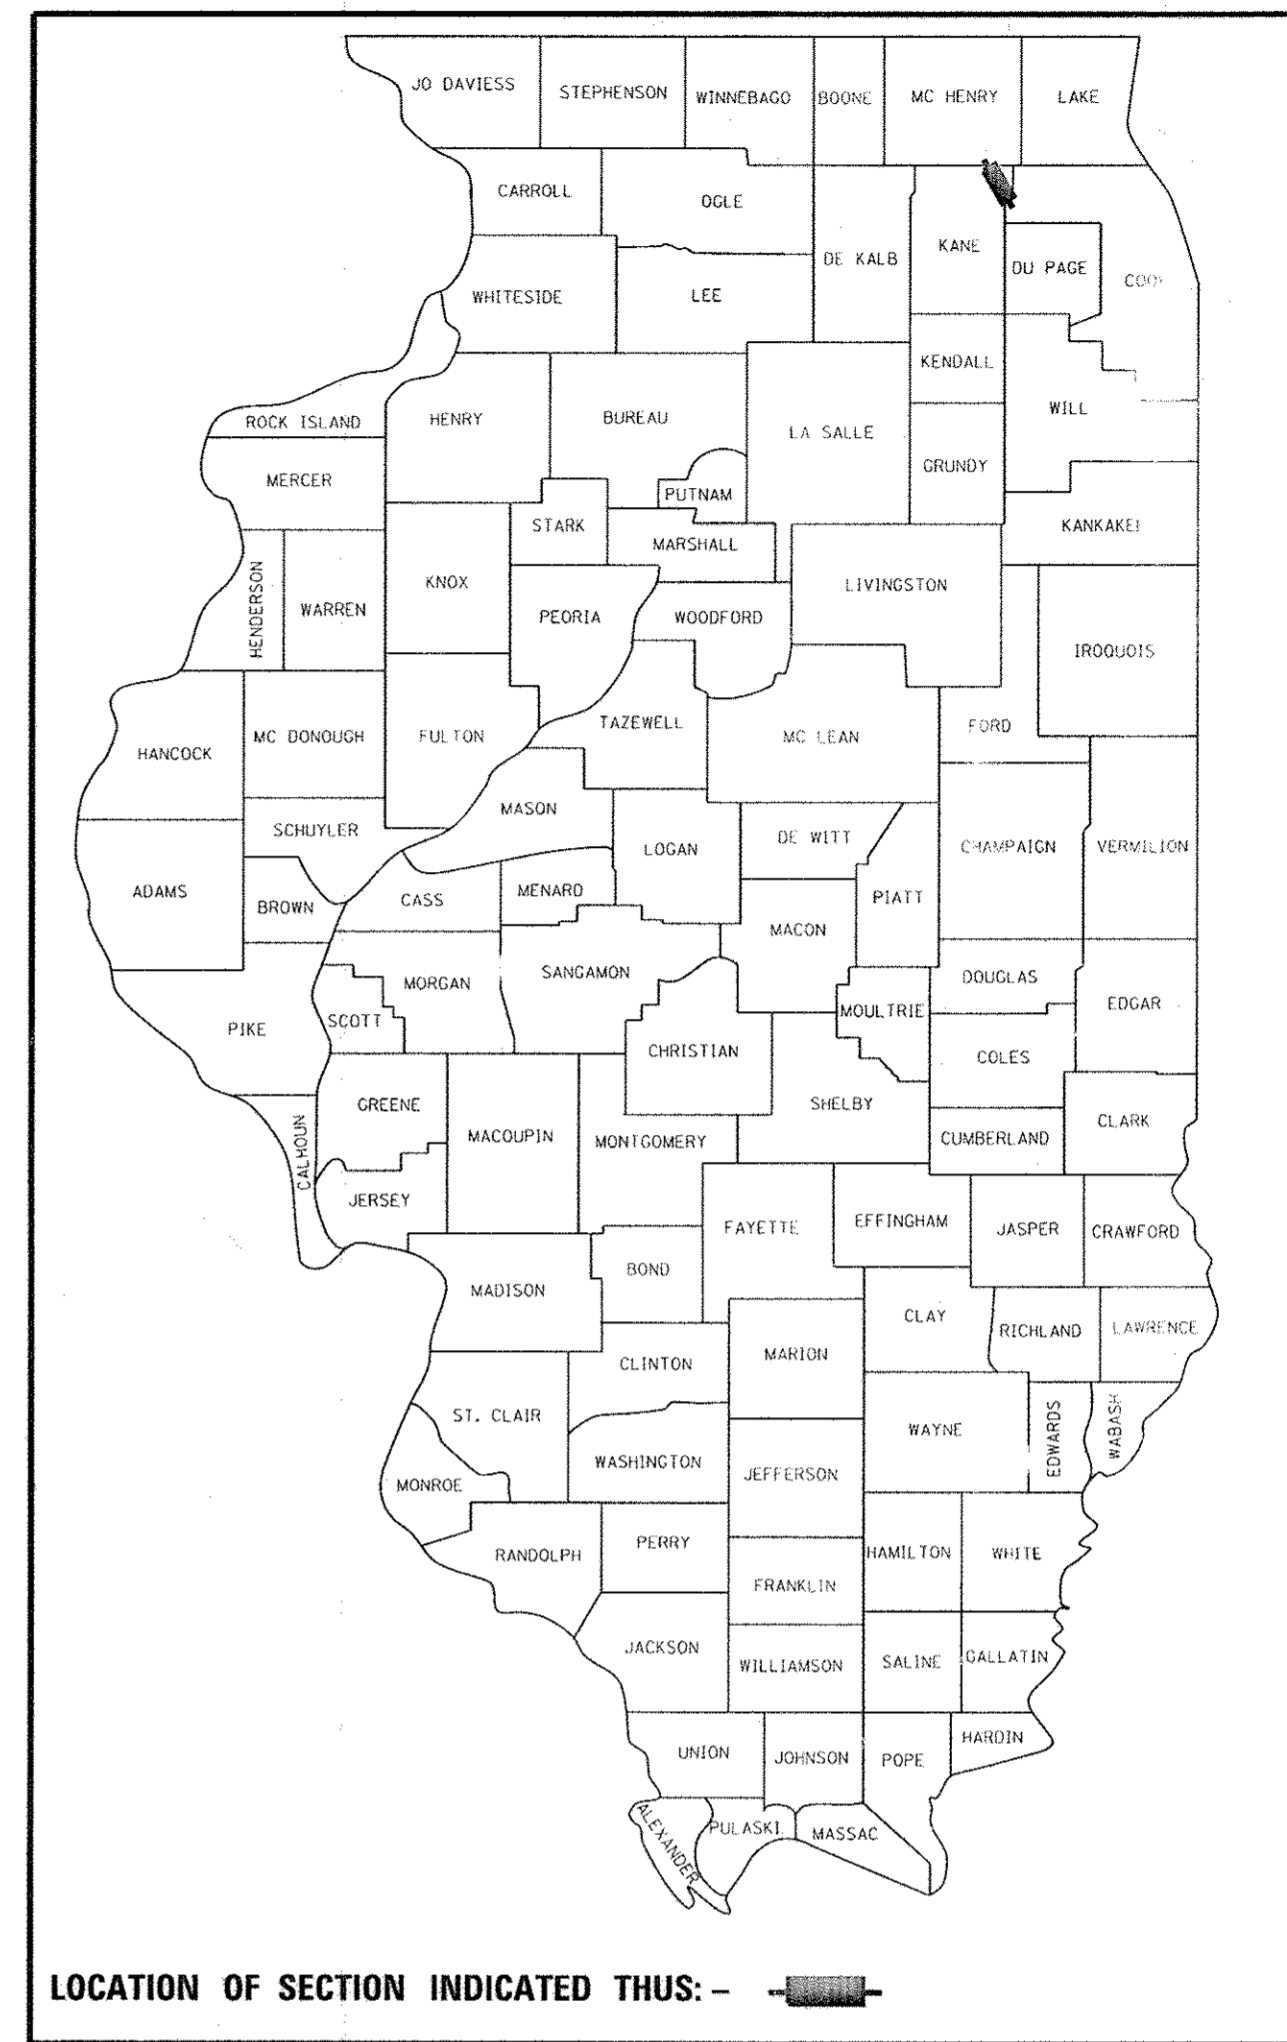 JO DAVIESS
STEPHENSON
WINNEBAGO
BOONE
MC HENRY
LAKE
CARROLL
OGLE
DE KALB
KANE
DU PAGE
WHITESIDE
LEE
KENDALL
ROCK ISLAND
HENRY
BUREAU
LA SALLE
WILL
GRUNDY
MERCER
PUTNAM
STARK
MARSHALL
KANKAKE
HENDERSON
WARREN
KNOX
PEORIA
WOODFORD
LIVINGSTON
IROQUOIS
HANCOCK
MC DONOUGH
FULTON
TAZEWELL
MC LEAN
FORD
MASON
SCHUYLER
LOGAN
DE WITT
CHAMPAIGN
VERMILION
ADAMS
BROWN
CASS
MENARD
PIATT
MACON
MORGAN
SANGAMON
DOUGLAS
EDGAR
PIKE
SCOTT
MOULTRIE
CHRISTIAN
COLES
GREENE
SHELBY
CALHOUN
MACOUPIN
MONTGOMERY
CUMBERLAND
CLARK
JERSEY
FAYETTE
EFFINGHAM
JASPER
CRAWFORD
MADISON
BOND
CLAY
RICHLAND
LAWRENCE
CLINTON
MARION
ST. CLAIR
WAYNE
EDWARDS
WABASH
WASHINGTON
JEFFERSON
MONROE
RANDOLPH
PERRY
HAMILTON
WHITE
FRANKLIN
JACKSON
WILLIAMSON
SALINE
GALLATIN
UNION
JOHNSON
POPE
HARDIN
ALEXANDER
PULASKI
MASSAC
LOCATION OF SECTION INDICATED THUS: –